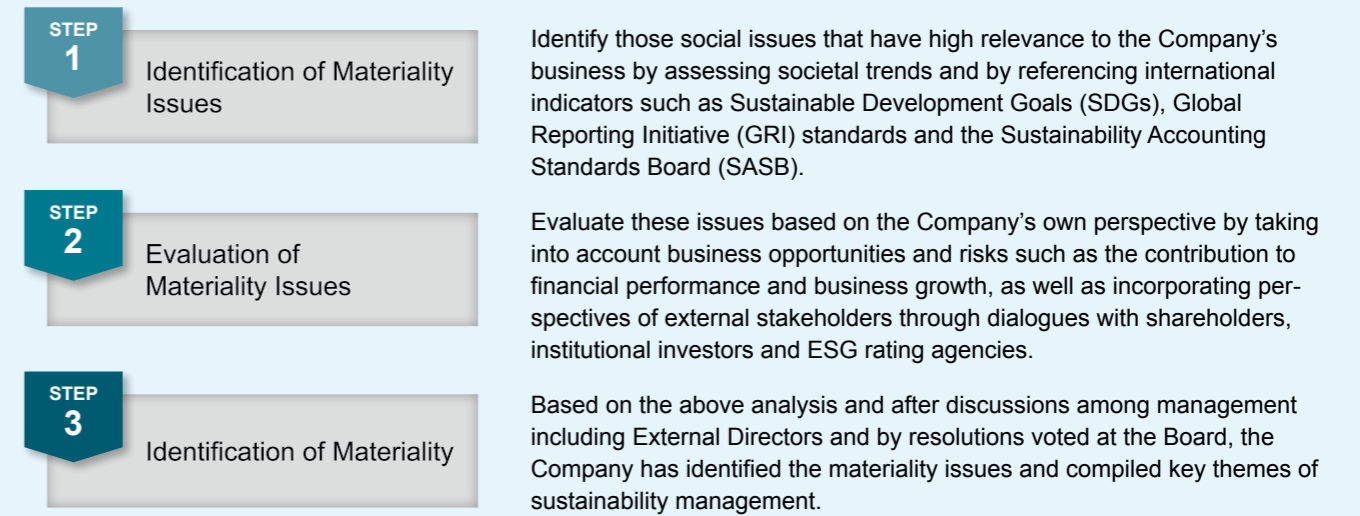 STEP
1
Identification of Materiality
Issues
Identify those social issues that have high relevance to the Company’s
business by assessing societal trends and by referencing international
indicators such as Sustainable Development Goals (SDGs), Global
Reporting Initiative (GRI) standards and the Sustainability Accounting
Standards Board (SASB).
STEP
2
Evaluation of
Materiality Issues
Evaluate these issues based on the Company’s own perspective by taking
into account business opportunities and risks such as the contribution to
financial performance and business growth, as well as incorporating per-
spectives of external stakeholders through dialogues with shareholders,
institutional investors and ESG rating agencies.
STEP
3
Identification of Materiality
Based on the above analysis and after discussions among management
including External Directors and by resolutions voted at the Board, the
Company has identified the materiality issues and compiled key themes of
sustainability management.